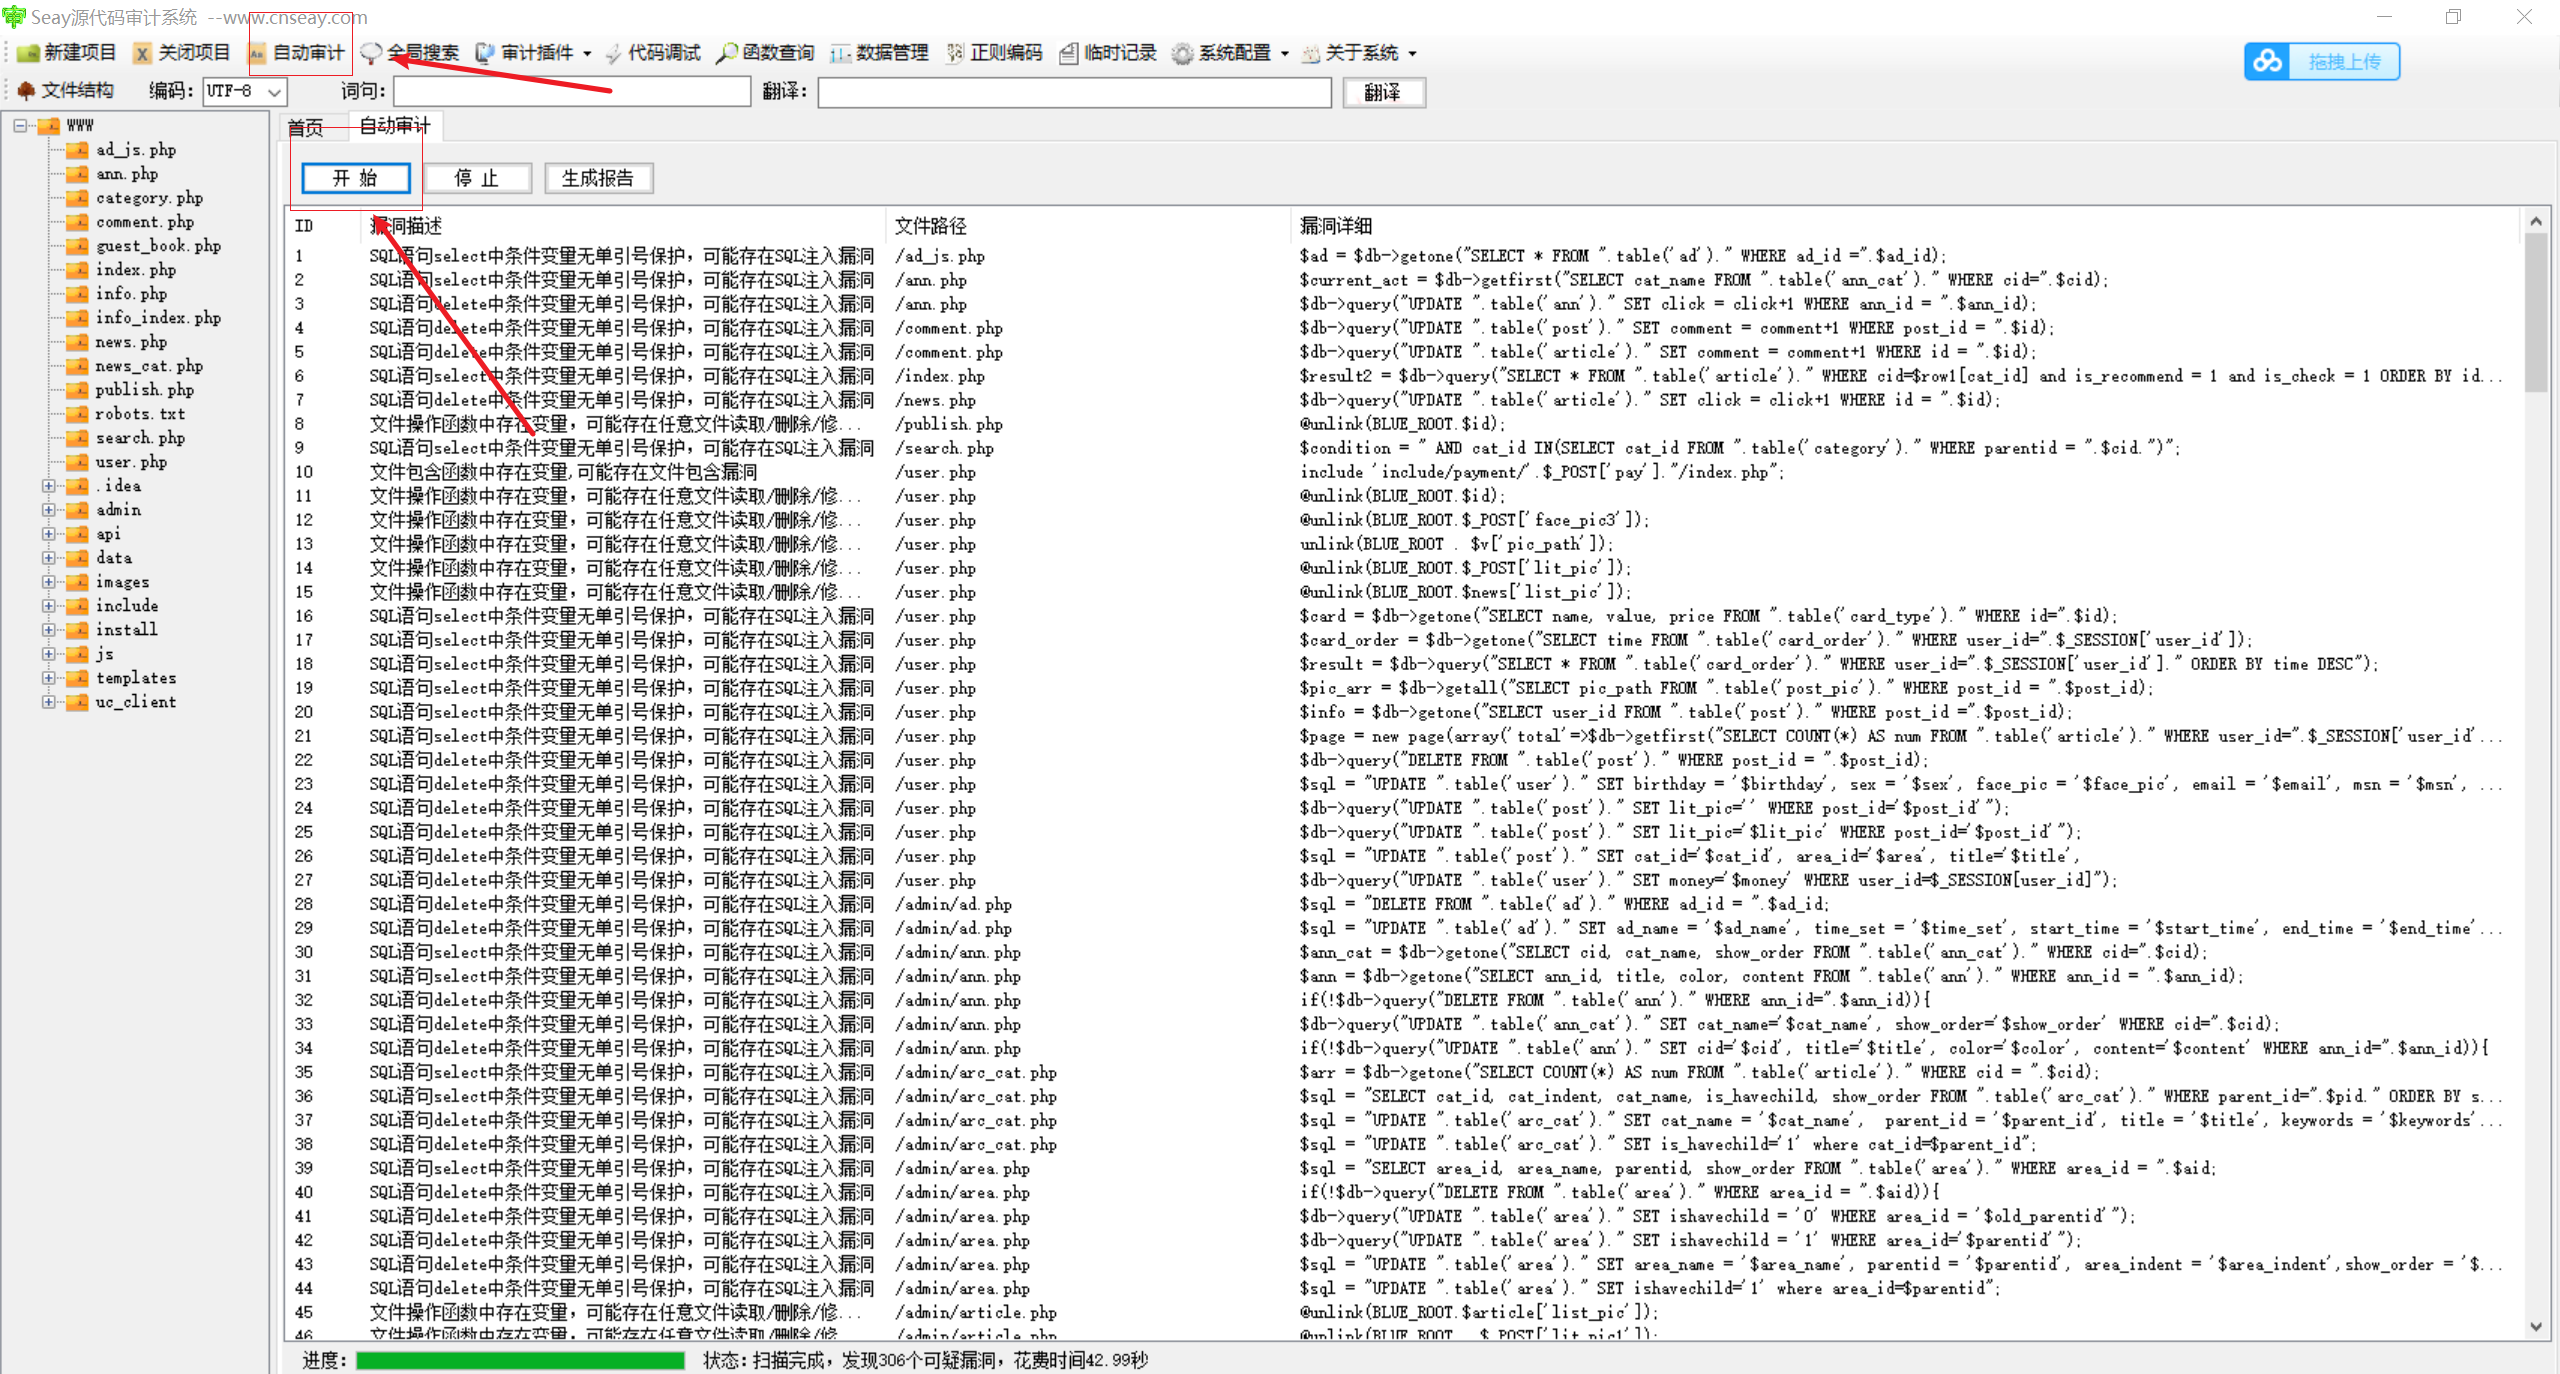 Seay源代码审计系统 --www.cnseay.com
新建项目 关闭项目 自动审计 全局搜索 审计插件 代码调试 函数查询 数据管理 正则编码 临时记录 系统配置 关于系统
拖拽上传
文件结构 编码: UTF-8 词句: 翻译: 翻译
WWW
ad_js.php
ann.php
category.php
comment.php
guest_book.php
index.php
info.php
info_index.php
news.php
news_cat.php
publish.php
robots.txt
search.php
user.php
.idea
admin
api
data
images
include
install
js
templates
uc_client
首页 自动审计
开 始 停 止 生成报告
ID 漏洞描述 文件路径 漏洞详细
1 SQL语句select中条件变量无单引号保护，可能存在SQL注入漏洞 /ad_js.php $ad = $db->getone("SELECT * FROM ".table('ad')." WHERE ad_id =".$ad_id);
2 SQL语句select中条件变量无单引号保护，可能存在SQL注入漏洞 /ann.php $current_act = $db->getfirst("SELECT cat_name FROM ".table('ann_cat')." WHERE cid=".$cid);
3 SQL语句delete中条件变量无单引号保护，可能存在SQL注入漏洞 /ann.php $db->query("UPDATE ".table('ann')." SET click = click+1 WHERE ann_id = ".$ann_id);
4 SQL语句delete中条件变量无单引号保护，可能存在SQL注入漏洞 /comment.php $db->query("UPDATE ".table('post')." SET comment = comment+1 WHERE post_id = ".$id);
5 SQL语句delete中条件变量无单引号保护，可能存在SQL注入漏洞 /comment.php $db->query("UPDATE ".table('article')." SET comment = comment+1 WHERE id = ".$id);
6 SQL语句select中条件变量无单引号保护，可能存在SQL注入漏洞 /index.php $result2 = $db->query("SELECT * FROM ".table('article')." WHERE cid=$row1[cat_id] and is_recommend = 1 and is_check = 1 ORDER BY id...
7 SQL语句delete中条件变量无单引号保护，可能存在SQL注入漏洞 /news.php $db->query("UPDATE ".table('article')." SET click = click+1 WHERE id = ".$id);
8 文件操作函数中存在变量，可能存在任意文件读取/删除/修... /publish.php @unlink(BLUE_ROOT.$id);
9 SQL语句select中条件变量无单引号保护，可能存在SQL注入漏洞 /search.php $condition = " AND cat_id IN(SELECT cat_id FROM ".table('category')." WHERE parentid = ".$cid.")";
10 文件包含函数中存在变量,可能存在文件包含漏洞 /user.php include 'include/payment/'.$_POST['pay']."/index.php";
11 文件操作函数中存在变量，可能存在任意文件读取/删除/修... /user.php @unlink(BLUE_ROOT.$id);
12 文件操作函数中存在变量，可能存在任意文件读取/删除/修... /user.php @unlink(BLUE_ROOT.$_POST['face_pic3']);
13 文件操作函数中存在变量，可能存在任意文件读取/删除/修... /user.php unlink(BLUE_ROOT . $v['pic_path']);
14 文件操作函数中存在变量，可能存在任意文件读取/删除/修... /user.php @unlink(BLUE_ROOT.$_POST['lit_pic']);
15 文件操作函数中存在变量，可能存在任意文件读取/删除/修... /user.php @unlink(BLUE_ROOT.$news['list_pic']);
16 SQL语句select中条件变量无单引号保护，可能存在SQL注入漏洞 /user.php $card = $db->getone("SELECT name, value, price FROM ".table('card_type')." WHERE id=".$id);
17 SQL语句select中条件变量无单引号保护，可能存在SQL注入漏洞 /user.php $card_order = $db->getone("SELECT time FROM ".table('card_order')." WHERE user_id=".$_SESSION['user_id']);
18 SQL语句select中条件变量无单引号保护，可能存在SQL注入漏洞 /user.php $result = $db->query("SELECT * FROM ".table('card_order')." WHERE user_id=".$_SESSION['user_id']." ORDER BY time DESC");
19 SQL语句select中条件变量无单引号保护，可能存在SQL注入漏洞 /user.php $pic_arr = $db->getall("SELECT pic_path FROM ".table('post_pic')." WHERE post_id = ".$post_id);
20 SQL语句select中条件变量无单引号保护，可能存在SQL注入漏洞 /user.php $info = $db->getone("SELECT user_id FROM ".table('post')." WHERE post_id =".$post_id);
21 SQL语句select中条件变量无单引号保护，可能存在SQL注入漏洞 /user.php $page = new page(array('total'=>$db->getfirst("SELECT COUNT(*) AS num FROM ".table('article')." WHERE user_id=".$_SESSION['user_id'...
22 SQL语句delete中条件变量无单引号保护，可能存在SQL注入漏洞 /user.php $db->query("DELETE FROM ".table('post')." WHERE post_id = ".$post_id);
23 SQL语句delete中条件变量无单引号保护，可能存在SQL注入漏洞 /user.php $sql = "UPDATE ".table('user')." SET birthday = '$birthday', sex = '$sex', face_pic = '$face_pic', email = '$email', msn = '$msn', ...
24 SQL语句delete中条件变量无单引号保护，可能存在SQL注入漏洞 /user.php $db->query("UPDATE ".table('post')." SET lit_pic='' WHERE post_id='$post_id'");
25 SQL语句delete中条件变量无单引号保护，可能存在SQL注入漏洞 /user.php $db->query("UPDATE ".table('post')." SET lit_pic='$lit_pic' WHERE post_id='$post_id'");
26 SQL语句delete中条件变量无单引号保护，可能存在SQL注入漏洞 /user.php $sql = "UPDATE ".table('post')." SET cat_id='$cat_id', area_id='$area', title='$title',
27 SQL语句delete中条件变量无单引号保护，可能存在SQL注入漏洞 /user.php $db->query("UPDATE ".table('user')." SET money='$money' WHERE user_id=$_SESSION[user_id]");
28 SQL语句delete中条件变量无单引号保护，可能存在SQL注入漏洞 /admin/ad.php $sql = "DELETE FROM ".table('ad')." WHERE ad_id = ".$ad_id;
29 SQL语句delete中条件变量无单引号保护，可能存在SQL注入漏洞 /admin/ad.php $sql = "UPDATE ".table('ad')." SET ad_name = '$ad_name', time_set = '$time_set', start_time = '$start_time', end_time = '$end_time'...
30 SQL语句select中条件变量无单引号保护，可能存在SQL注入漏洞 /admin/ann.php $ann_cat = $db->getone("SELECT cid, cat_name, show_order FROM ".table('ann_cat')." WHERE cid=".$cid);
31 SQL语句select中条件变量无单引号保护，可能存在SQL注入漏洞 /admin/ann.php $ann = $db->getone("SELECT ann_id, title, color, content FROM ".table('ann')." WHERE ann_id = ".$ann_id);
32 SQL语句delete中条件变量无单引号保护，可能存在SQL注入漏洞 /admin/ann.php if(!$db->query("DELETE FROM ".table('ann')." WHERE ann_id=".$ann_id)){
33 SQL语句delete中条件变量无单引号保护，可能存在SQL注入漏洞 /admin/ann.php $db->query("UPDATE ".table('ann_cat')." SET cat_name='$cat_name', show_order='$show_order' WHERE cid=".$cid);
34 SQL语句delete中条件变量无单引号保护，可能存在SQL注入漏洞 /admin/ann.php if(!$db->query("UPDATE ".table('ann')." SET cid='$cid', title='$title', color='$color', content='$content' WHERE ann_id=".$ann_id)){
35 SQL语句select中条件变量无单引号保护，可能存在SQL注入漏洞 /admin/arc_cat.php $arr = $db->getone("SELECT COUNT(*) AS num FROM ".table('article')." WHERE cid = ".$cid);
36 SQL语句select中条件变量无单引号保护，可能存在SQL注入漏洞 /admin/arc_cat.php $sql = "SELECT cat_id, cat_indent, cat_name, is_havechild, show_order FROM ".table('arc_cat')." WHERE parent_id=".$pid." ORDER BY s...
37 SQL语句delete中条件变量无单引号保护，可能存在SQL注入漏洞 /admin/arc_cat.php $sql = "UPDATE ".table('arc_cat')." SET cat_name = '$cat_name', parent_id = '$parent_id', title = '$title', keywords = '$keywords'...
38 SQL语句delete中条件变量无单引号保护，可能存在SQL注入漏洞 /admin/arc_cat.php $sql = "UPDATE ".table('arc_cat')." SET is_havechild='1' where cat_id=$parent_id";
39 SQL语句select中条件变量无单引号保护，可能存在SQL注入漏洞 /admin/area.php $sql = "SELECT area_id, area_name, parentid, show_order FROM ".table('area')." WHERE area_id = ".$aid;
40 SQL语句delete中条件变量无单引号保护，可能存在SQL注入漏洞 /admin/area.php if(!$db->query("DELETE FROM ".table('area')." WHERE area_id = ".$aid)){
41 SQL语句delete中条件变量无单引号保护，可能存在SQL注入漏洞 /admin/area.php $db->query("UPDATE ".table('area')." SET ishavechild = '0' WHERE area_id = '$old_parentid'");
42 SQL语句delete中条件变量无单引号保护，可能存在SQL注入漏洞 /admin/area.php $db->query("UPDATE ".table('area')." SET ishavechild = '1' WHERE area_id='$parentid'");
43 SQL语句delete中条件变量无单引号保护，可能存在SQL注入漏洞 /admin/area.php $sql = "UPDATE ".table('area')." SET area_name = '$area_name', parentid = '$parentid', area_indent = '$area_indent',show_order = '$...
44 SQL语句delete中条件变量无单引号保护，可能存在SQL注入漏洞 /admin/area.php $sql = "UPDATE ".table('area')." SET ishavechild='1' where area_id=$parentid";
45 文件操作函数中存在变量，可能存在任意文件读取/删除/修... /admin/article.php @unlink(BLUE_ROOT.$article['list_pic']);
46 文件操作函数中存在变量，可能存在任意文件读取/删除/修... /admin/article.php @unlink(BLUE_ROOT . $_POST['lit_pic1']);
进度: 状态: 扫描完成，发现306个可疑漏洞，花费时间42.99秒